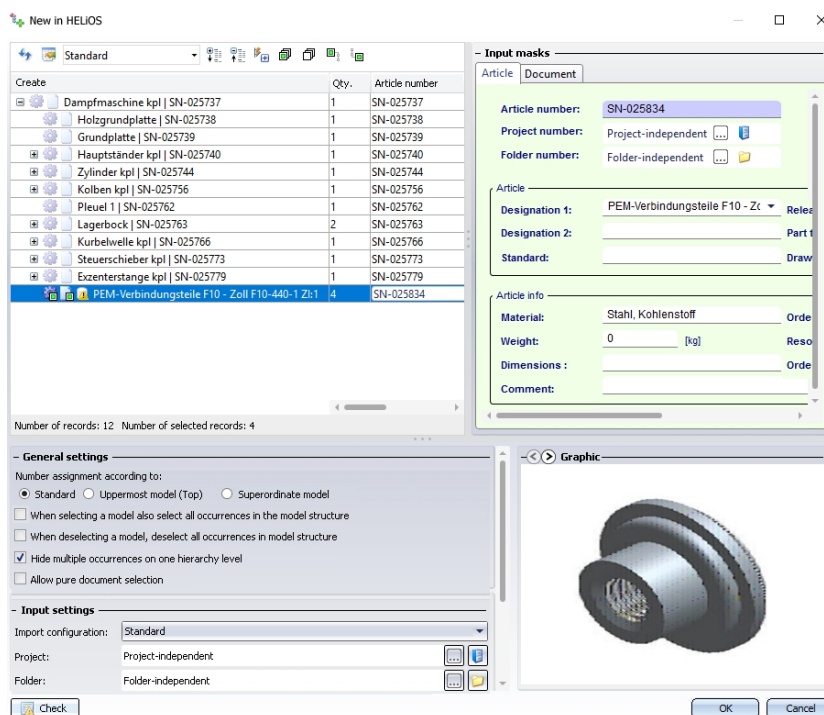 New in HELiOS
Standard
Create Qty. Article number
Dampfmaschine kpl | SN-025737 1 SN-025737
Holzgrundplatte | SN-025738 1 SN-025738
Grundplatte | SN-025739 1 SN-025739
Hauptständer kpl | SN-025740 1 SN-025740
Zylinder kpl | SN-025744 1 SN-025744
Kolben kpl | SN-025756 1 SN-025756
Pleuel 1 | SN-025762 1 SN-025762
Lagerbock | SN-025763 2 SN-025763
Kurbelwelle kpl | SN-025766 1 SN-025766
Steuerschieber kpl | SN-025773 1 SN-025773
Exzenterstange kpl | SN-025779 1 SN-025779
PEM-Verbindungsteile F10 - Zoll F10-440-1 ZI:1 4 SN-025834
Number of records: 12 Number of selected records: 4
Input masks
Article Document
Article number: SN-025834
Project number: Project-independent ...
Folder number: Folder-independent ...
Article
Designation 1: PEM-Verbindungsteile F10 - Zo Relea
Designation 2: Part t
Standard: Draw
Article info
Material: Stahl, Kohlenstoff Orde
Weight: 0 [kg] Reso
Dimensions : Orde
Comment:
General settings
Number assignment according to:
Standard Uppermost model (Top) Superordinate model
When selecting a model also select all occurrences in the model structure
When deselecting a model, deselect all occurrences in model structure
Hide multiple occurrences on one hierarchy level
Allow pure document selection
Input settings
Import configuration: Standard
Project: Project-independent ...
Folder: Folder-independent ...
Graphic
Check
OK Cancel